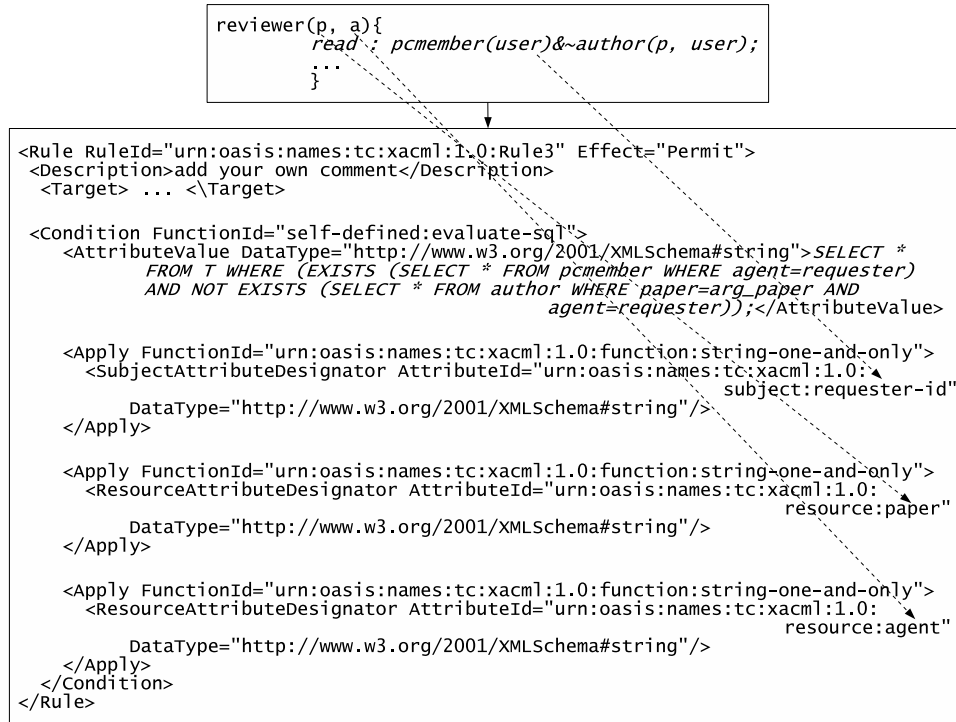 reviewer(p, a){
read : pcmember(user)&~author(p, user);
...
}
<Rule RuleId="urn:oasis:names:tc:xacml:1.0:Rule3" Effect="Permit">
<Description>add your own comment</Description>
<Target> ... <\Target>
<Condition FunctionId="self-defined:evaluate-sql">
<AttributeValue DataType="http://www.w3.org/2001/XMLSchema#string">SELECT *
FROM T WHERE (EXISTS (SELECT * FROM pcmember WHERE agent=requester)
AND NOT EXISTS (SELECT * FROM author WHERE paper=arg_paper AND
agent=requester));</AttributeValue>
<Apply FunctionId="urn:oasis:names:tc:xacml:1.0:function:string-one-and-only">
<SubjectAttributeDesignator AttributeId="urn:oasis:names:tc:xacml:1.0:
subject:requester-id"
DataType="http://www.w3.org/2001/XMLSchema#string"/>
</Apply>
<Apply FunctionId="urn:oasis:names:tc:xacml:1.0:function:string-one-and-only">
<ResourceAttributeDesignator AttributeId="urn:oasis:names:tc:xacml:1.0:
resource:paper"
DataType="http://www.w3.org/2001/XMLSchema#string"/>
</Apply>
<Apply FunctionId="urn:oasis:names:tc:xacml:1.0:function:string-one-and-only">
<ResourceAttributeDesignator AttributeId="urn:oasis:names:tc:xacml:1.0:
resource:agent"
DataType="http://www.w3.org/2001/XMLSchema#string"/>
</Apply>
</Condition>
</Rule>